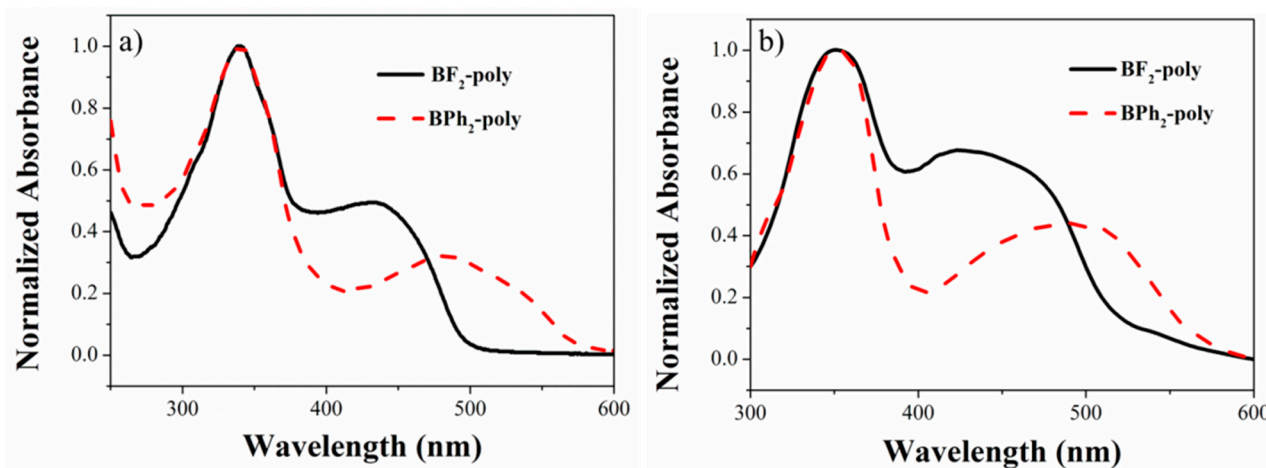 a)
BF₂-poly
BPh₂-poly
Normalized Absorbance
1.0
0.8
0.6
0.4
0.2
0.0
300
400
500
600
Wavelength (nm)
b)
BF₂-poly
BPh₂-poly
Normalized Absorbance
1.0
0.8
0.6
0.4
0.2
0.0
300
400
500
600
Wavelength (nm)